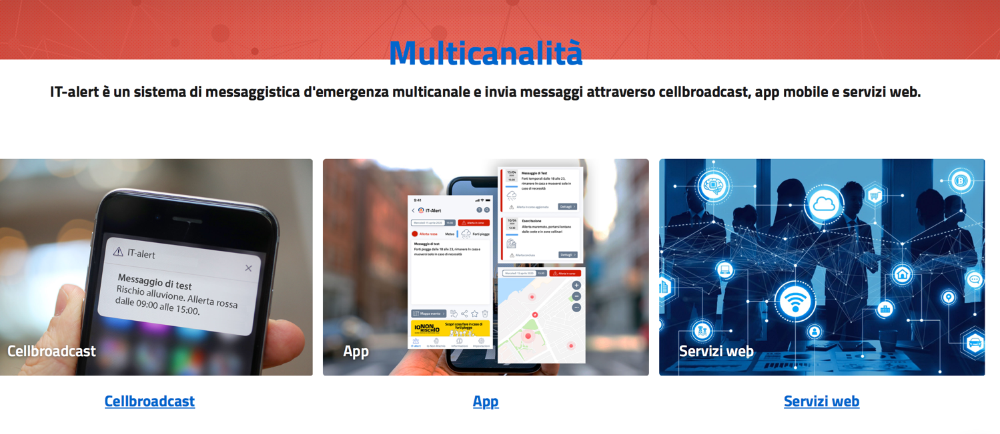 Multicanalità
IT-alert è un sistema di messaggistica d'emergenza multicanale e invia messaggi attraverso cellbroadcast, app mobile e servizi web.
IT-alert
Messaggio di test
Rischio alluvione. Allerta rossa
dalle 09:00 alle 15:00.
Cellbroadcast
9:41
IT-Alert
Mercoledì 15 aprile 2020
15:30
Allerta in corso
Allerta rossa
Meteo
Forti piogge
Messaggio di test
Forti piogge dalle 18 alle 23, rimanere in casa e
muoversi solo in caso di necessità
Mappa evento
IO NON
RISCHIO
Scopri cosa fare in caso di
forti piogge
IT-Alert
Io Non Rischio
Informazioni
Impostazioni
15/04
2020
15:30
Messaggio di Test
Forti temporali dalle 18 alle 23,
rimanere in casa e muoversi solo in
caso di necessità
Allerta in corso aggiornata
Dettagli
10/04
2020
12:30
Esercitazione
Allerta maremoto, portarsi lontano
dalle coste e in zone collinari
Allerta conclusa
Dettagli
Mercoledì 15 aprile 2020
15:30
Allerta in corso
App
Servizi web
Cellbroadcast
App
Servizi web